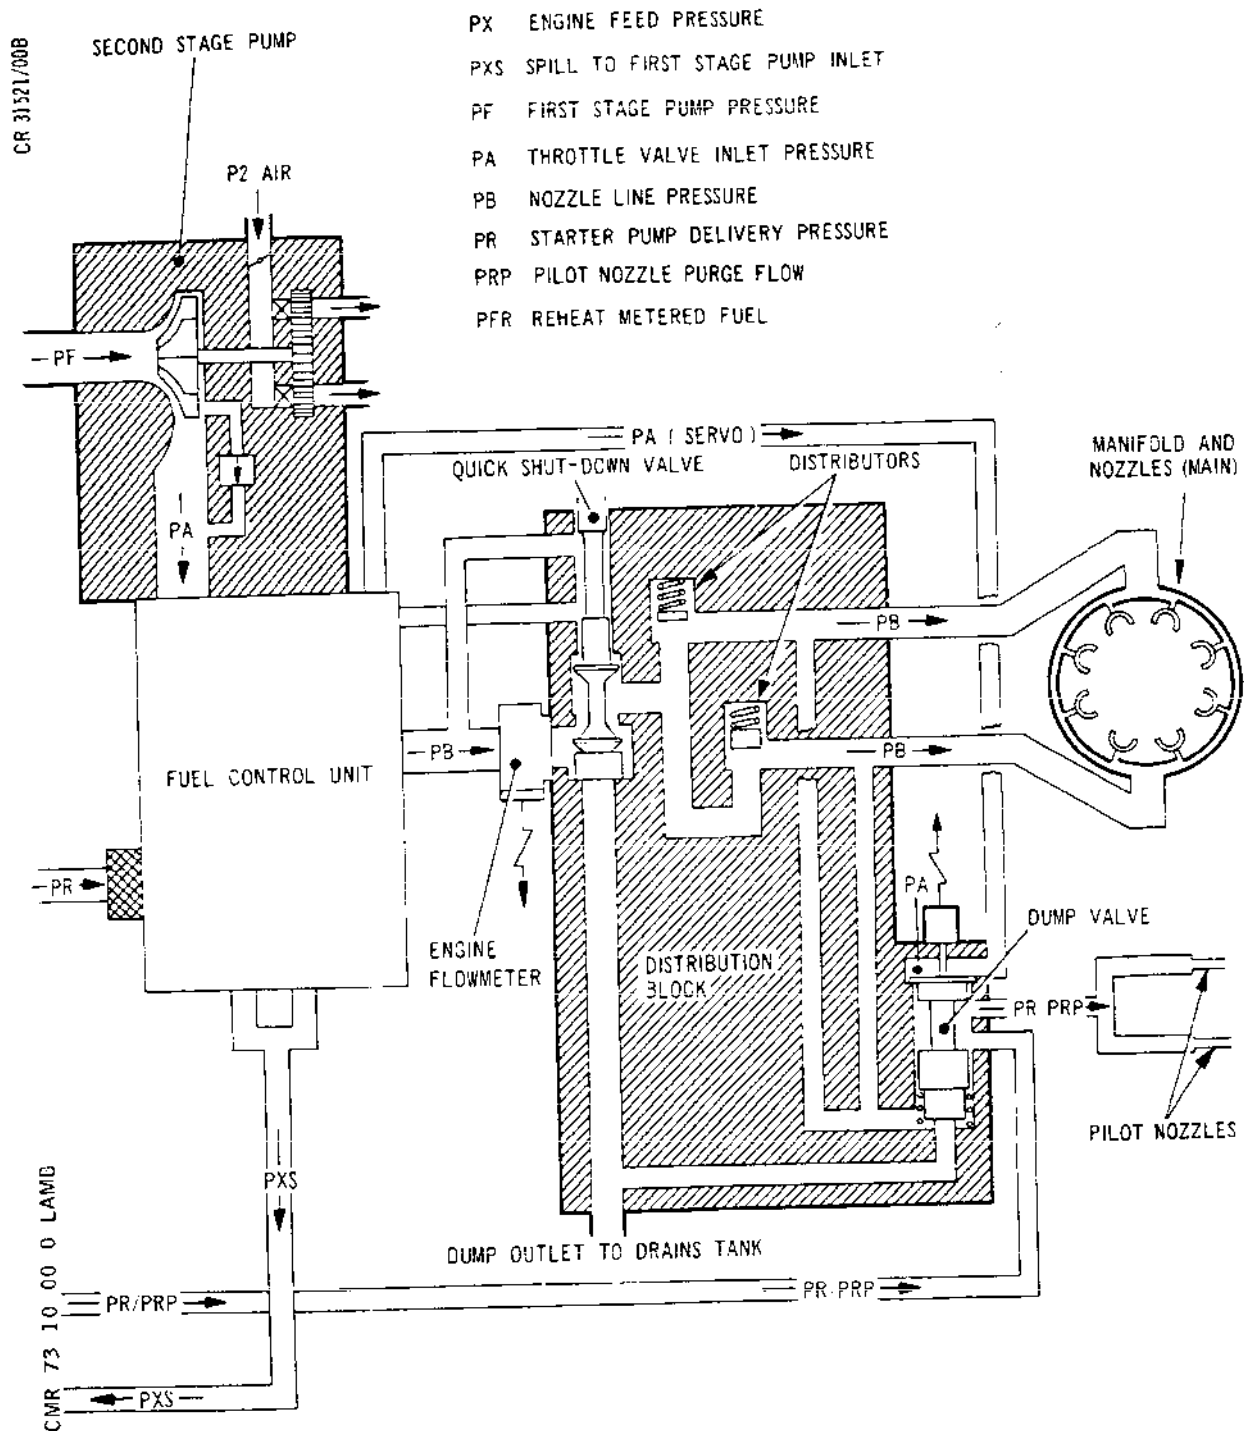 CR 31521/00B
SECOND STAGE PUMP
PX ENGINE FEED PRESSURE
PXS SPILL TO FIRST STAGE PUMP INLET
PF FIRST STAGE PUMP PRESSURE
PA THROTTLE VALVE INLET PRESSURE
PB NOZZLE LINE PRESSURE
PR STARTER PUMP DELIVERY PRESSURE
PRP PILOT NOZZLE PURGE FLOW
PFR REHEAT METERED FUEL
P2 AIR
PF
PA
PA (SERVO)
QUICK SHUT-DOWN VALVE
DISTRIBUTORS
MANIFOLD AND
NOZZLES (MAIN)
PB
PB
PB
FUEL CONTROL UNIT
PR
ENGINE
FLOWMETER
DISTRIBUTION
BLOCK
PA
DUMP VALVE
PR PRP
PILOT NOZZLES
PXS
DUMP OUTLET TO DRAINS TANK
PR/PRP
PR-PRP
PXS
CMR 73 10 00 0 LAMB